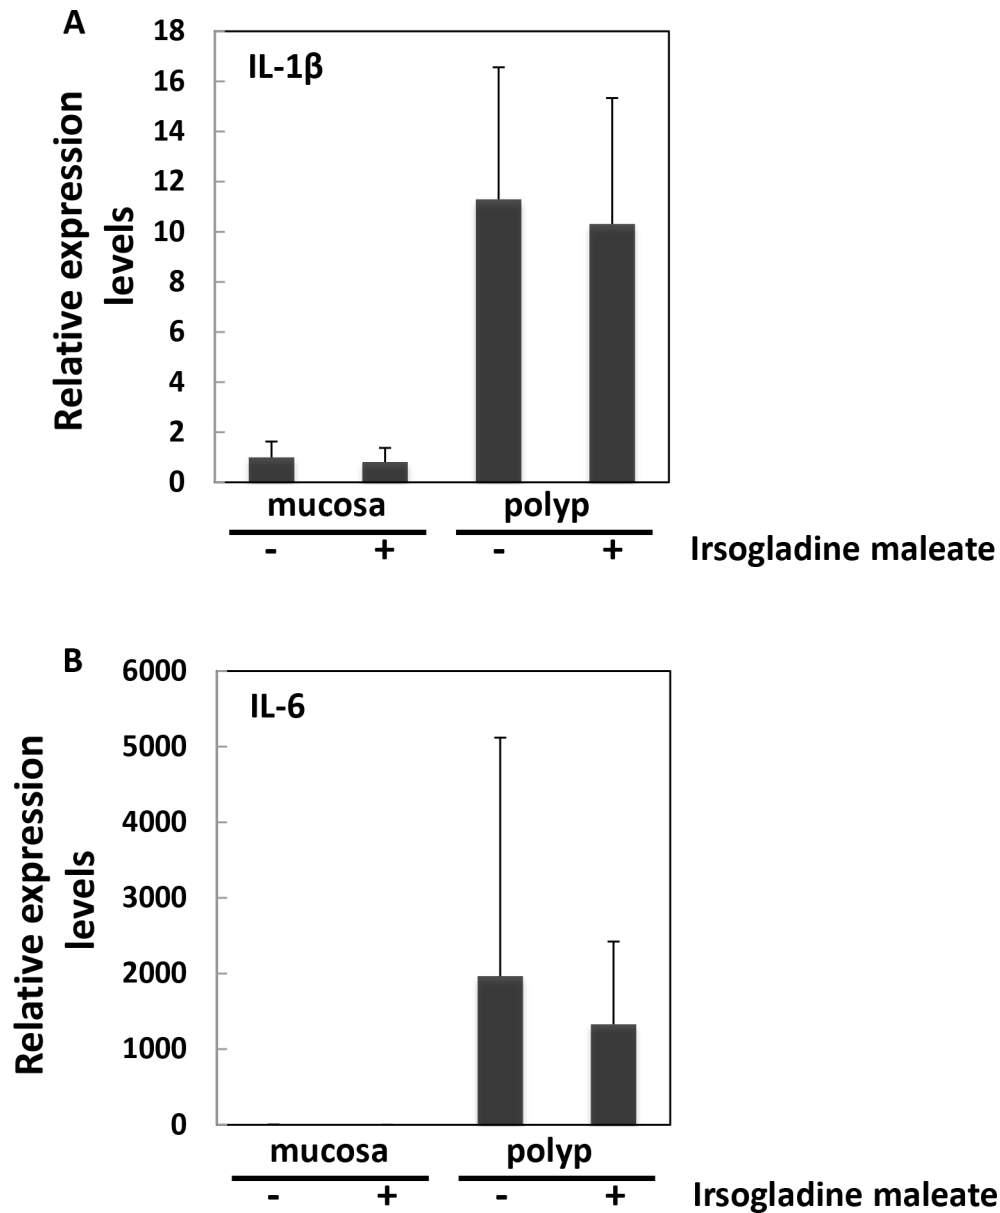 A
IL-1β
Relative expression
levels
18
16
14
12
10
8
6
4
2
0
mucosa polyp
- + - + Irsogladine maleate
B
IL-6
Relative expression
levels
6000
5000
4000
3000
2000
1000
0
mucosa polyp
- + - + Irsogladine maleate